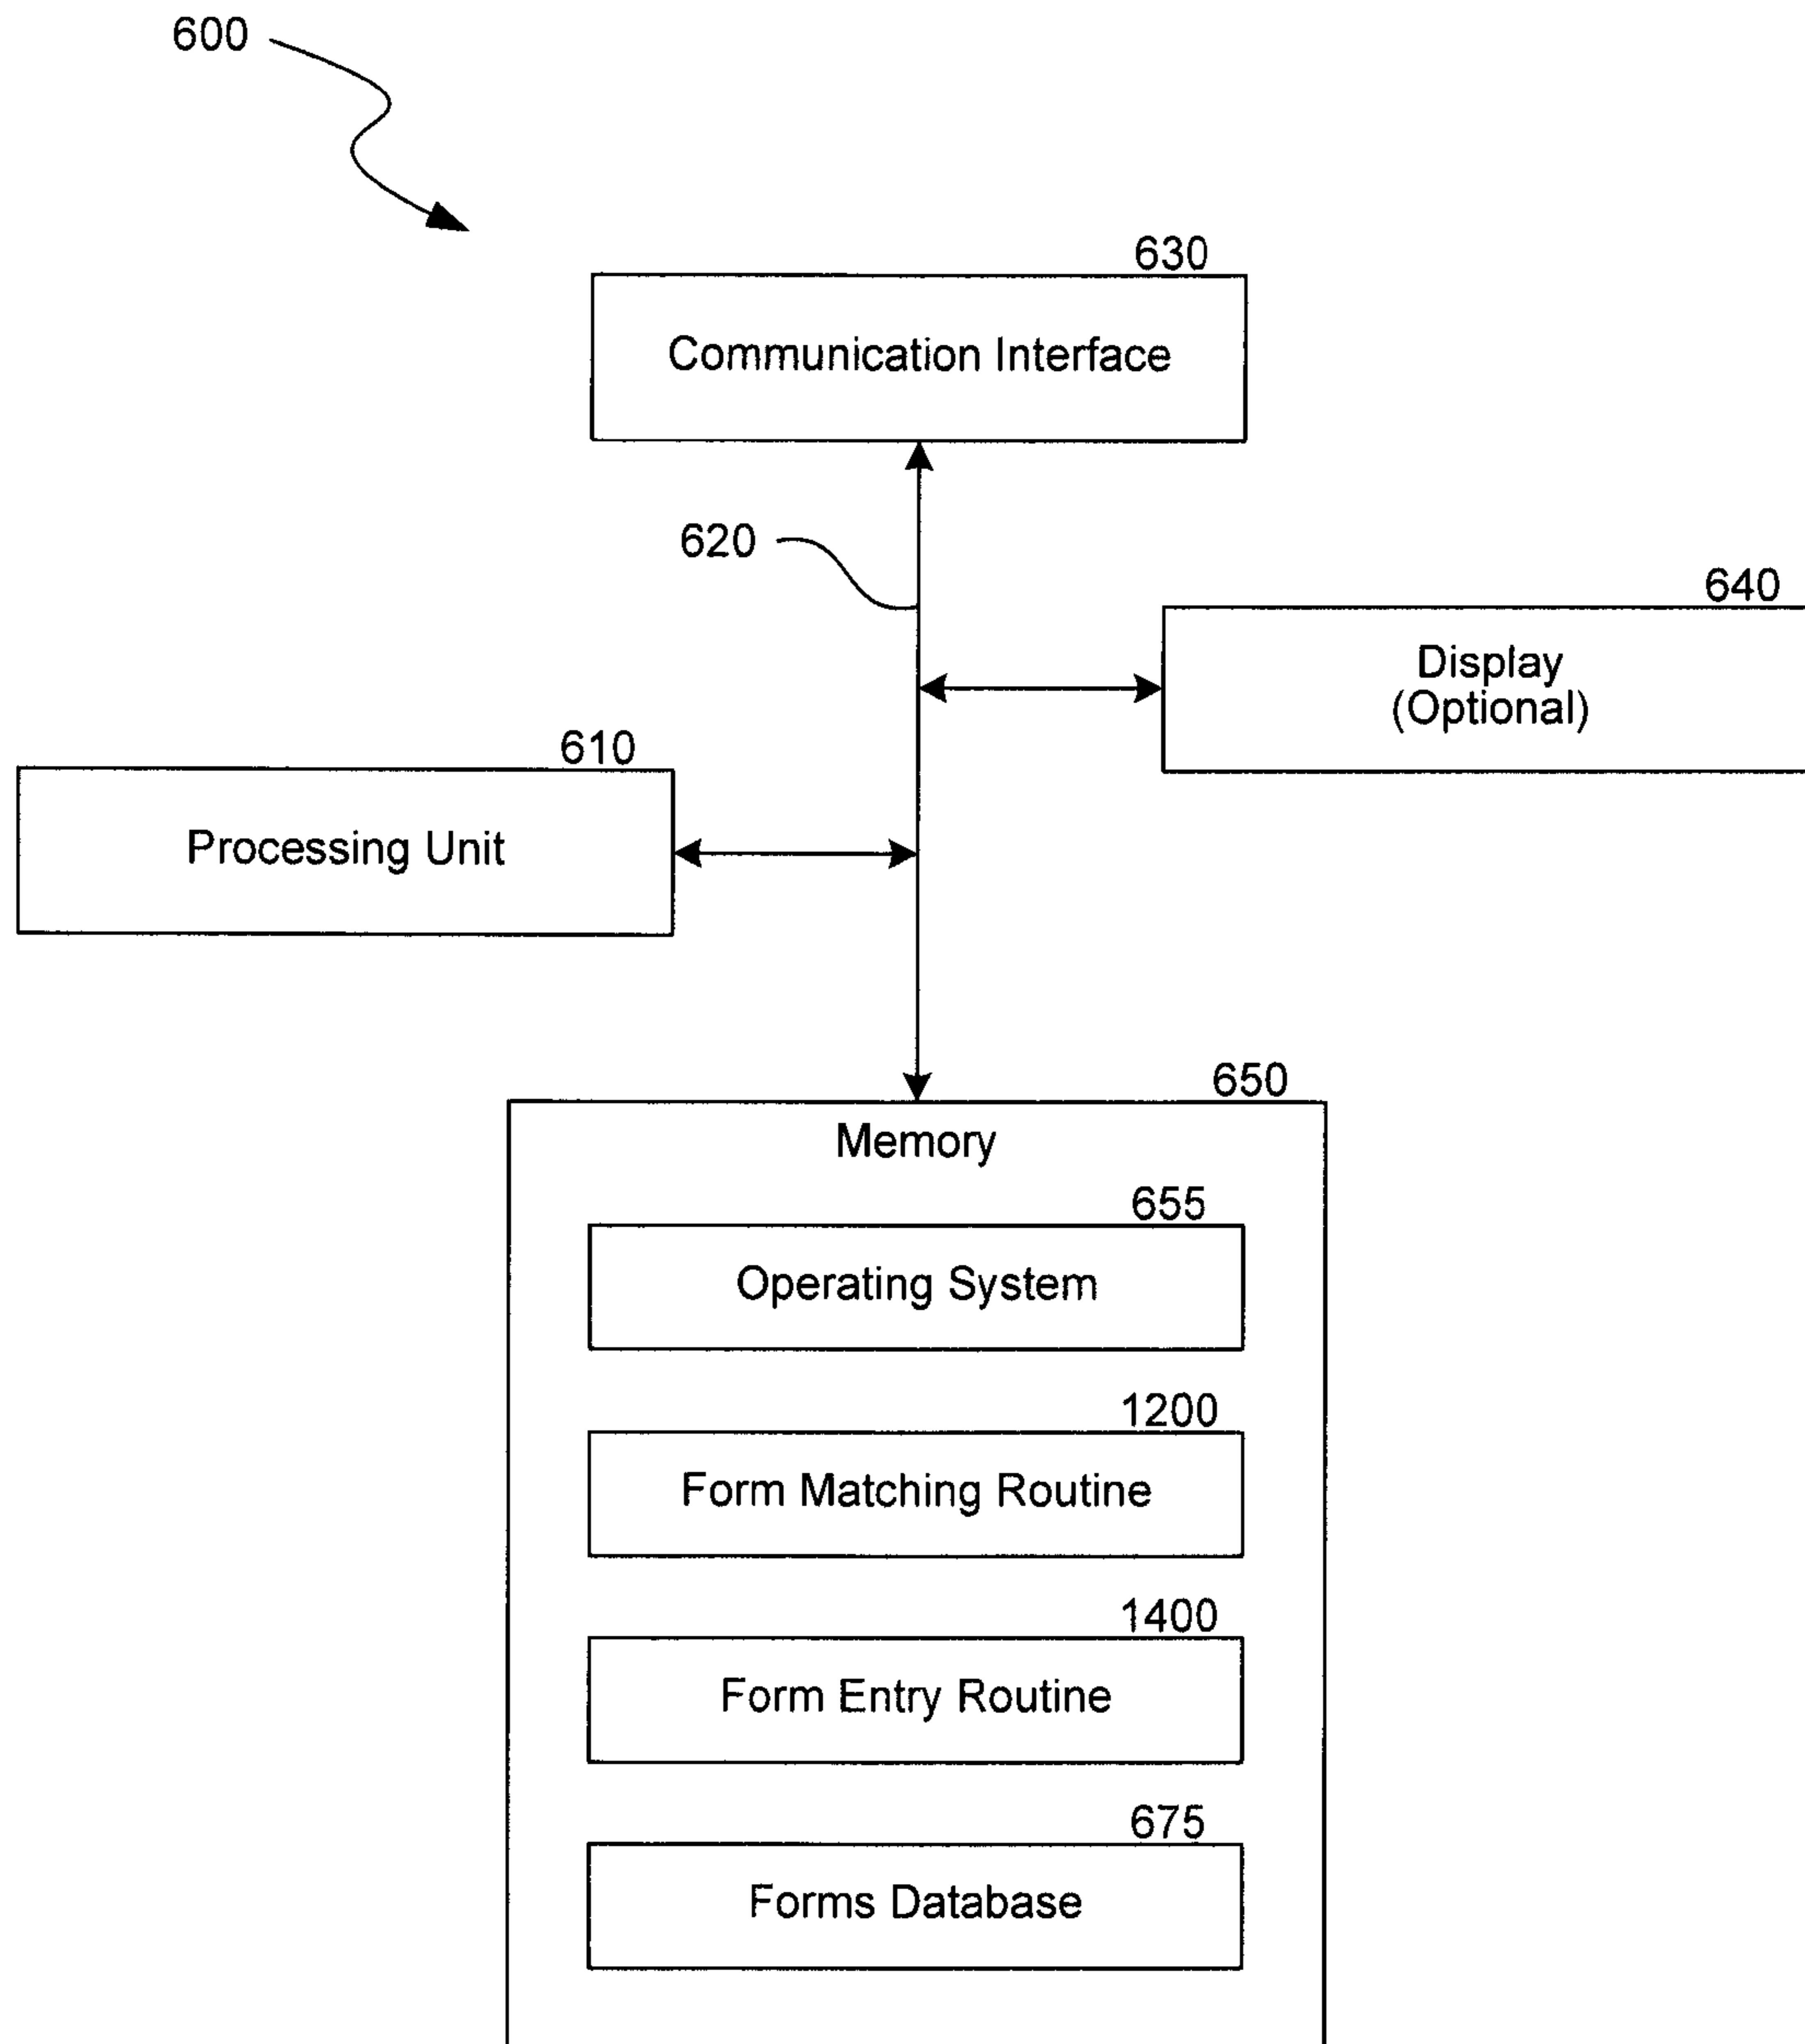 600
630
Communication Interface
620
640
Display
(Optional)
610
Processing Unit
650
Memory
655
Operating System
1200
Form Matching Routine
1400
Form Entry Routine
675
Forms Database